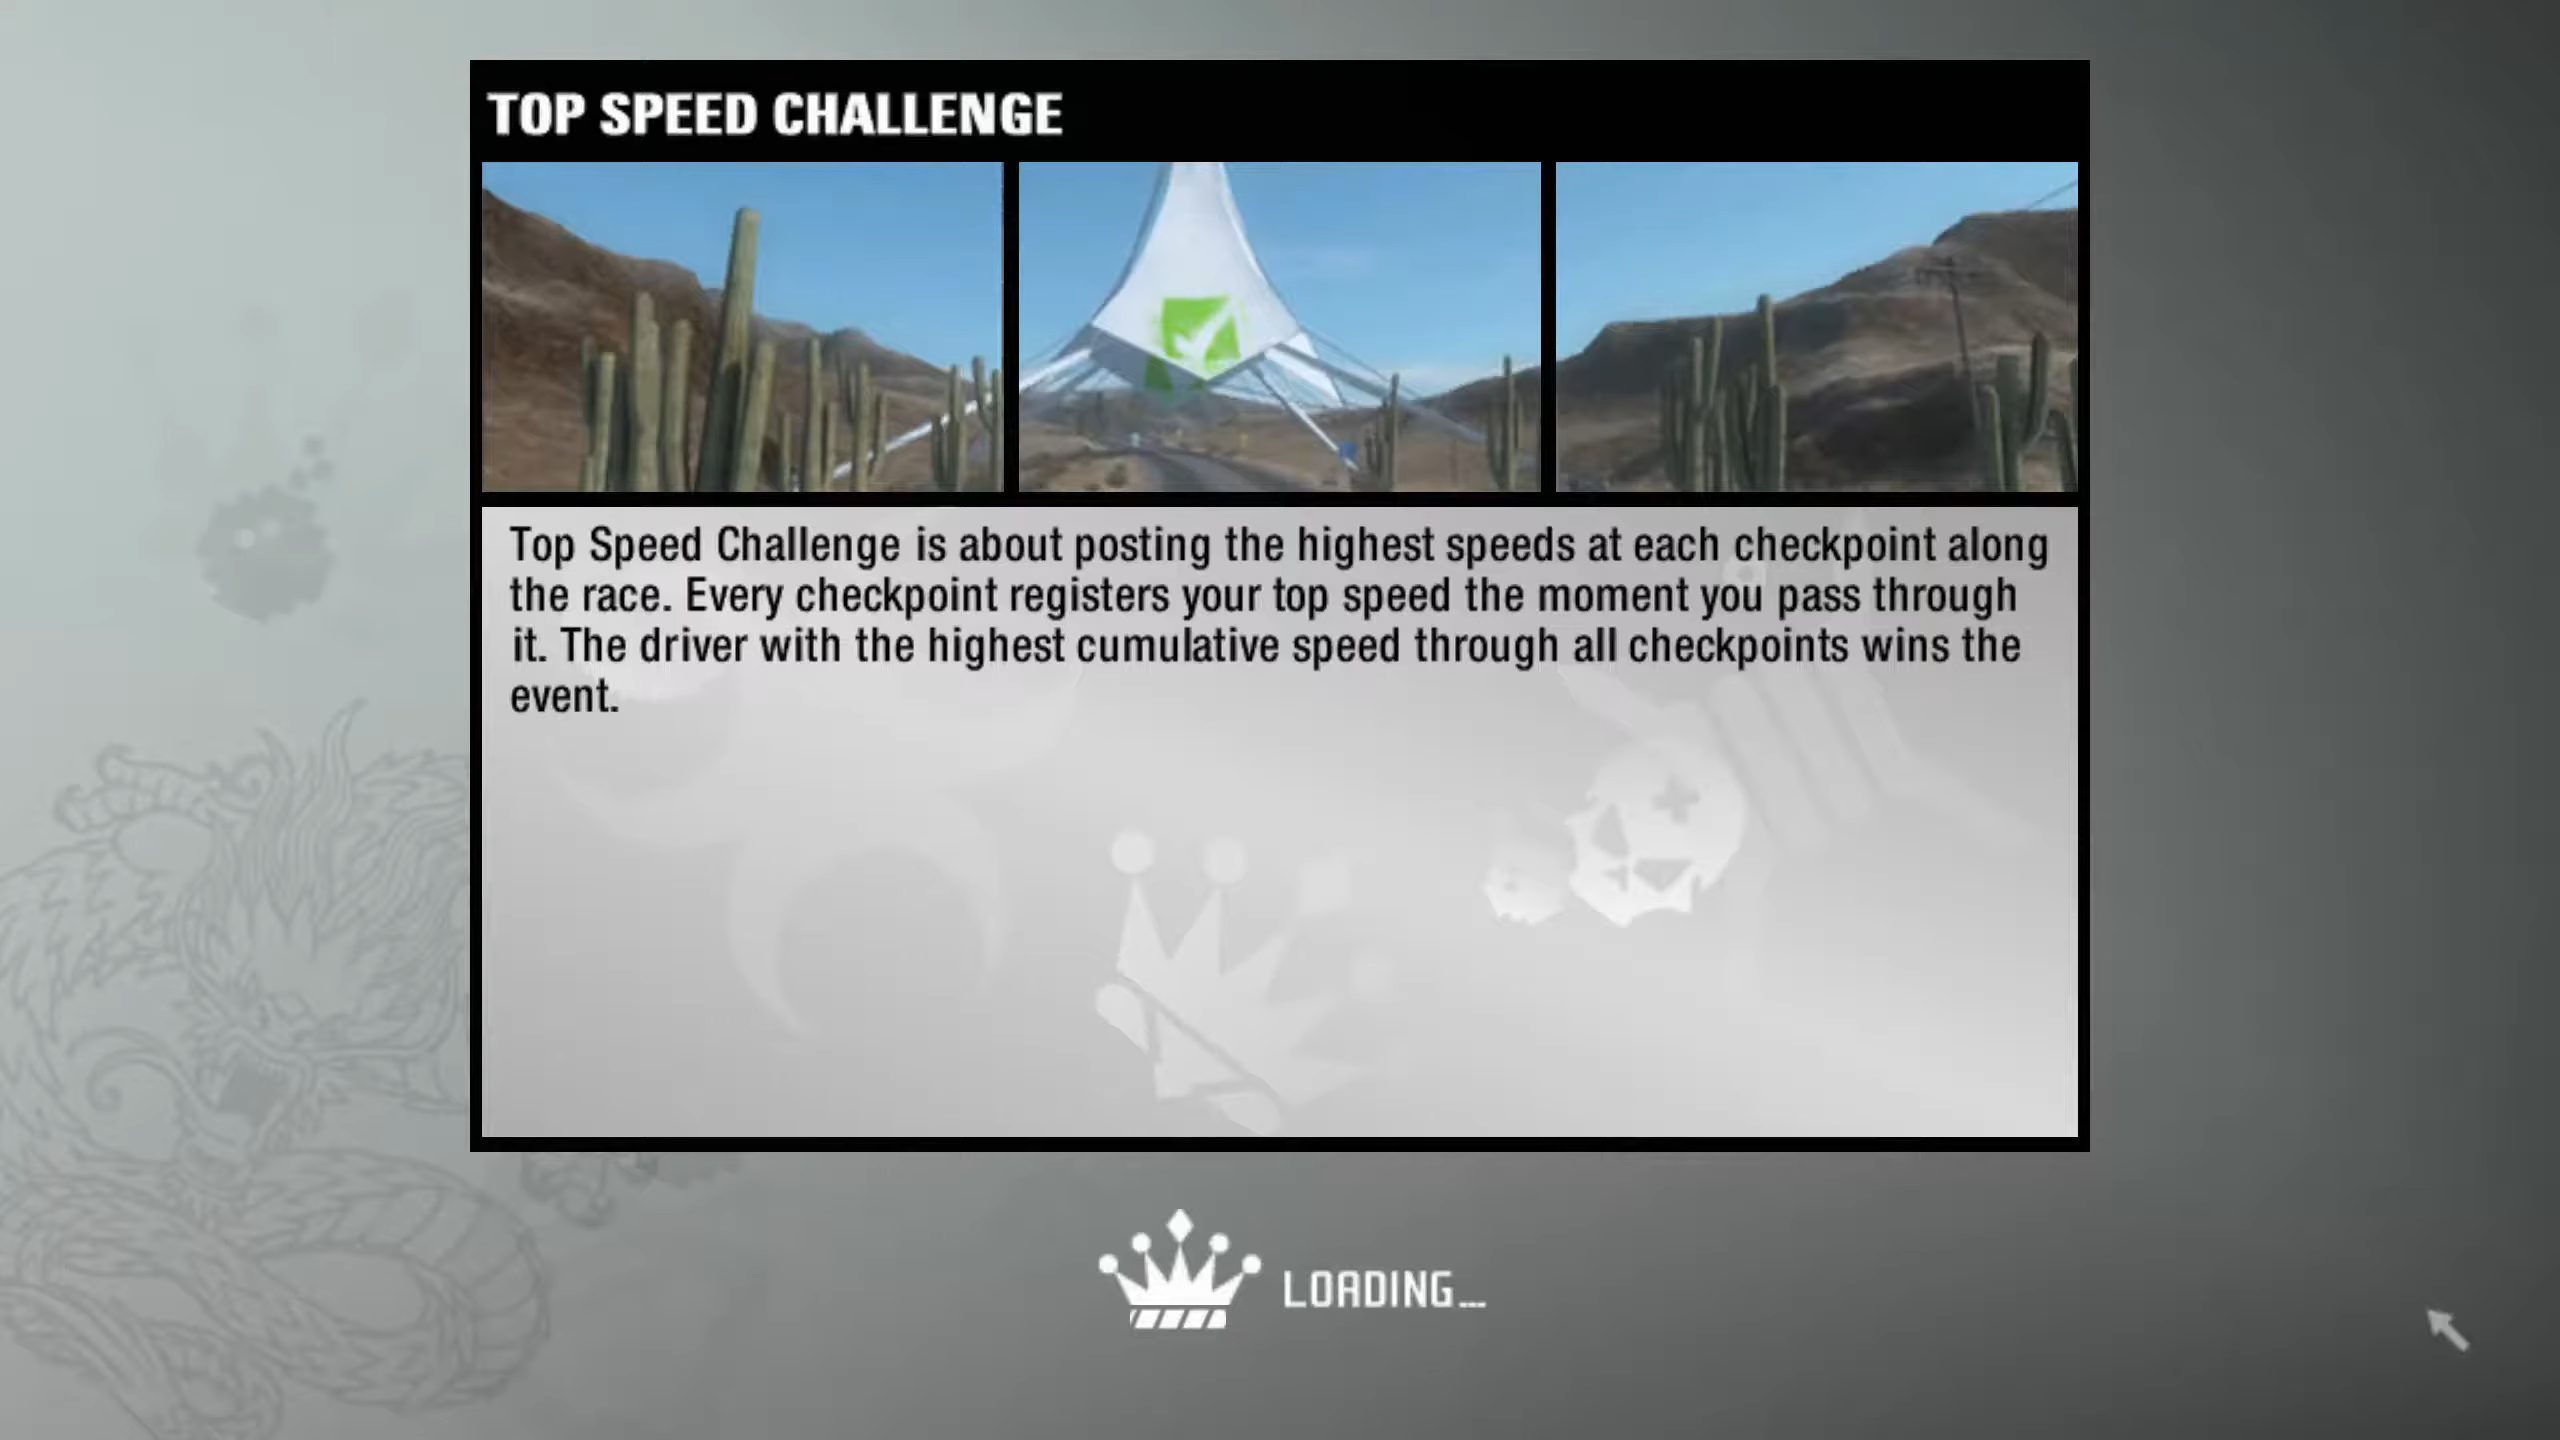 TOP SPEED CHALLENGE
Top Speed Challenge is about posting the highest speeds at each checkpoint along
the race. Every checkpoint registers your top speed the moment you pass through
it. The driver with the highest cumulative speed through all checkpoints wins the
event.
LOADING...